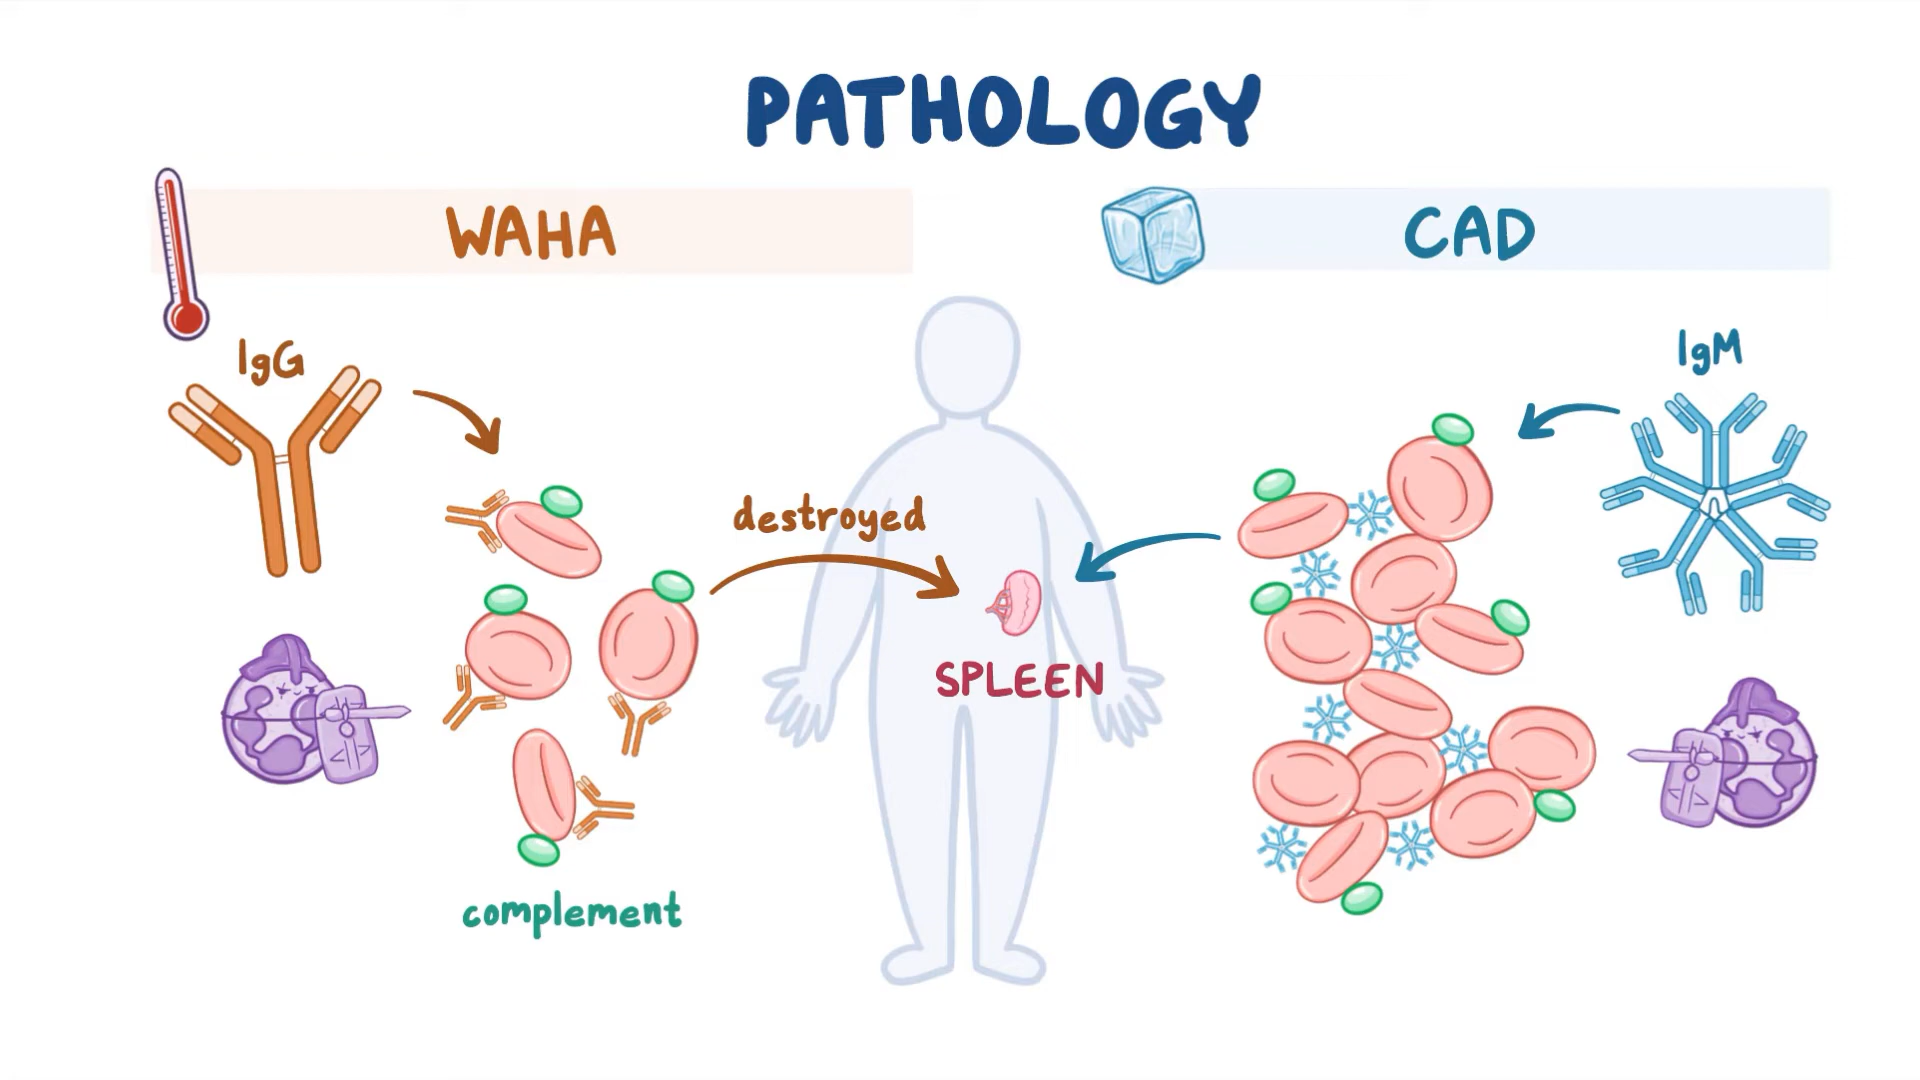 PATHOLOGY
WAHA
CAD
IgG
IgM
destroyed
SPLEEN
complement